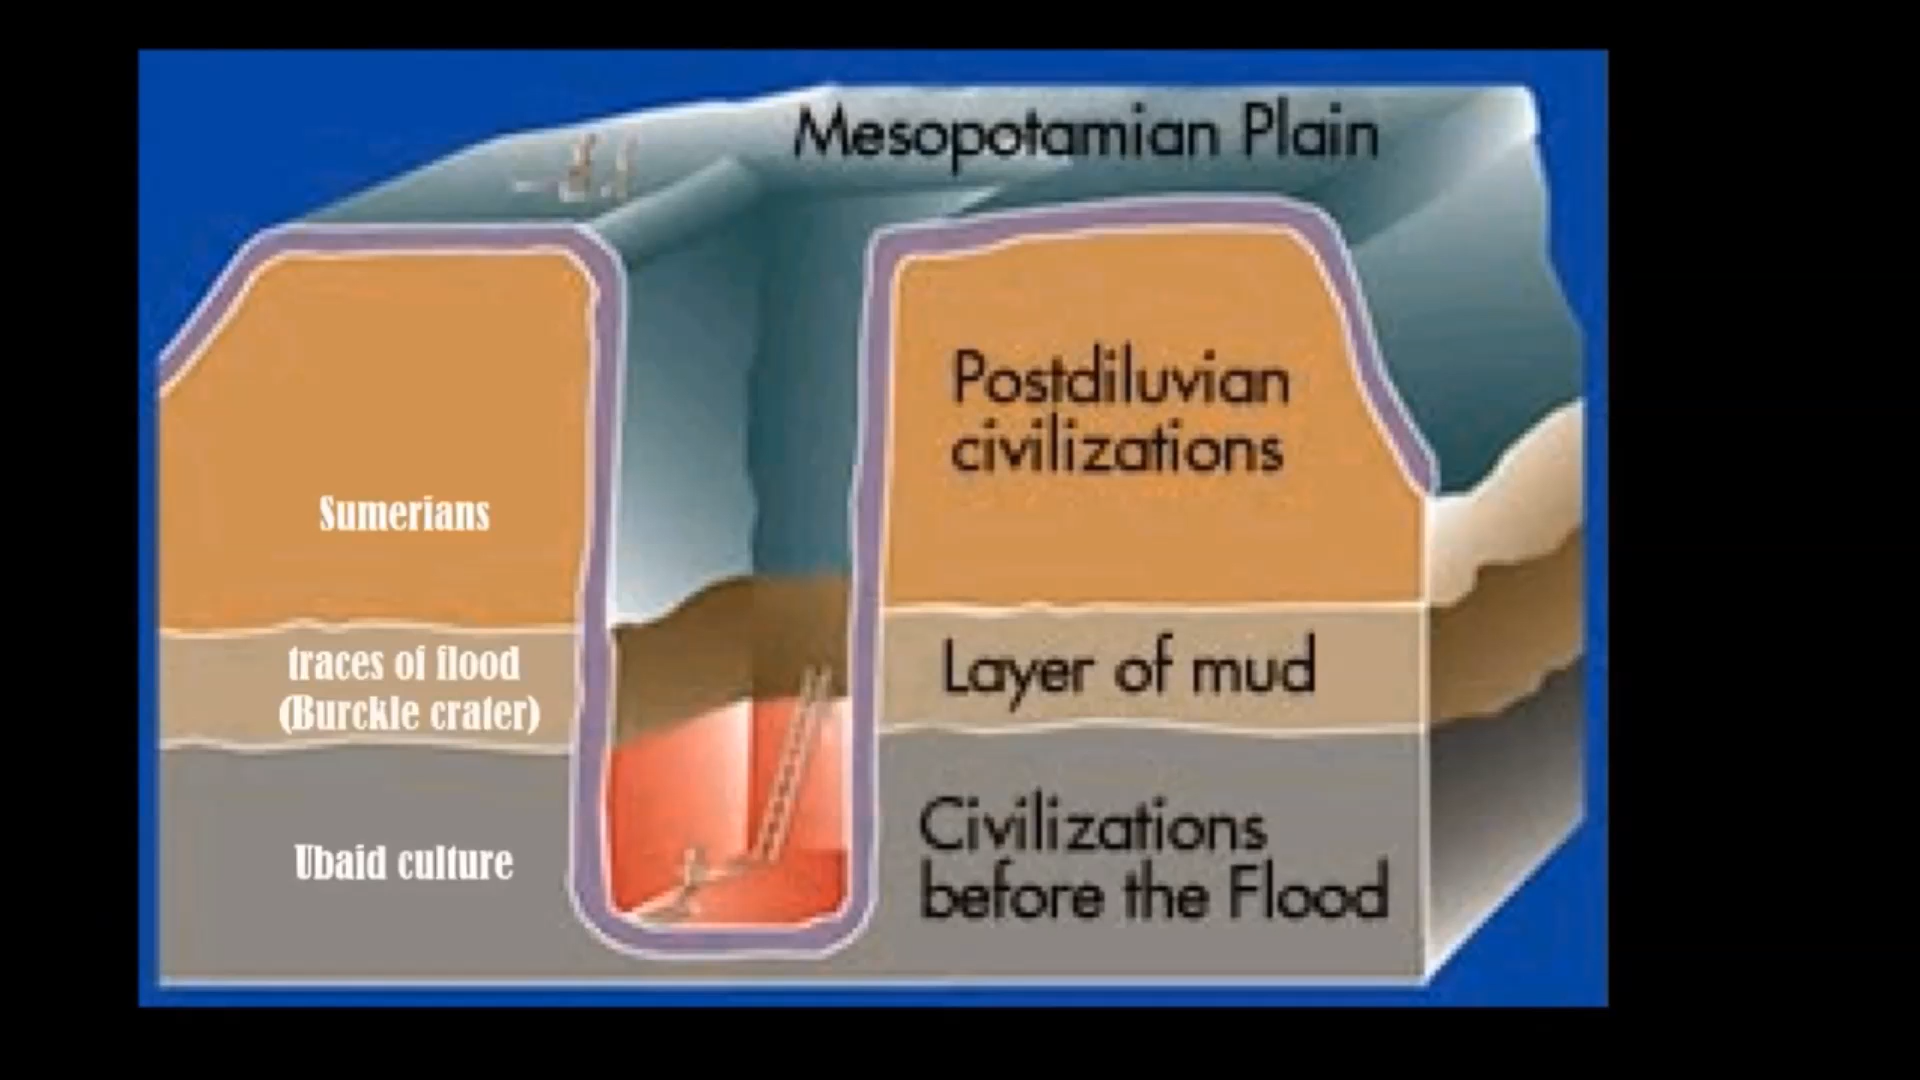 Mesopotamian Plain
Postdiluvian
civilizations
Sumerians
traces of flood
(Burckle crater)
Layer of mud
Ubaid culture
Civilizations
before the Flood